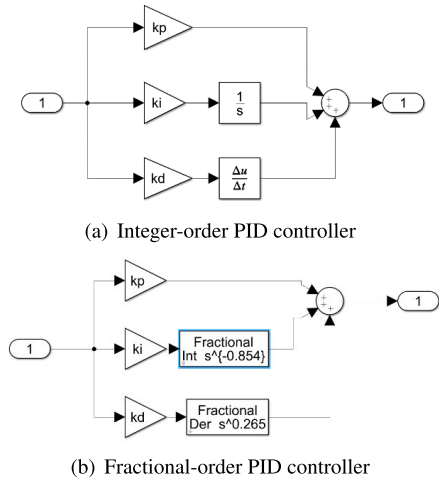 kp
1
ki
1
s
+
+
+
1
kd
Δu
Δt
(a) Integer-order PID controller
kp
1
ki
Fractional
Int s^{-0.854}
+
+
+
1
kd
Fractional
Der s^0.265
(b) Fractional-order PID controller